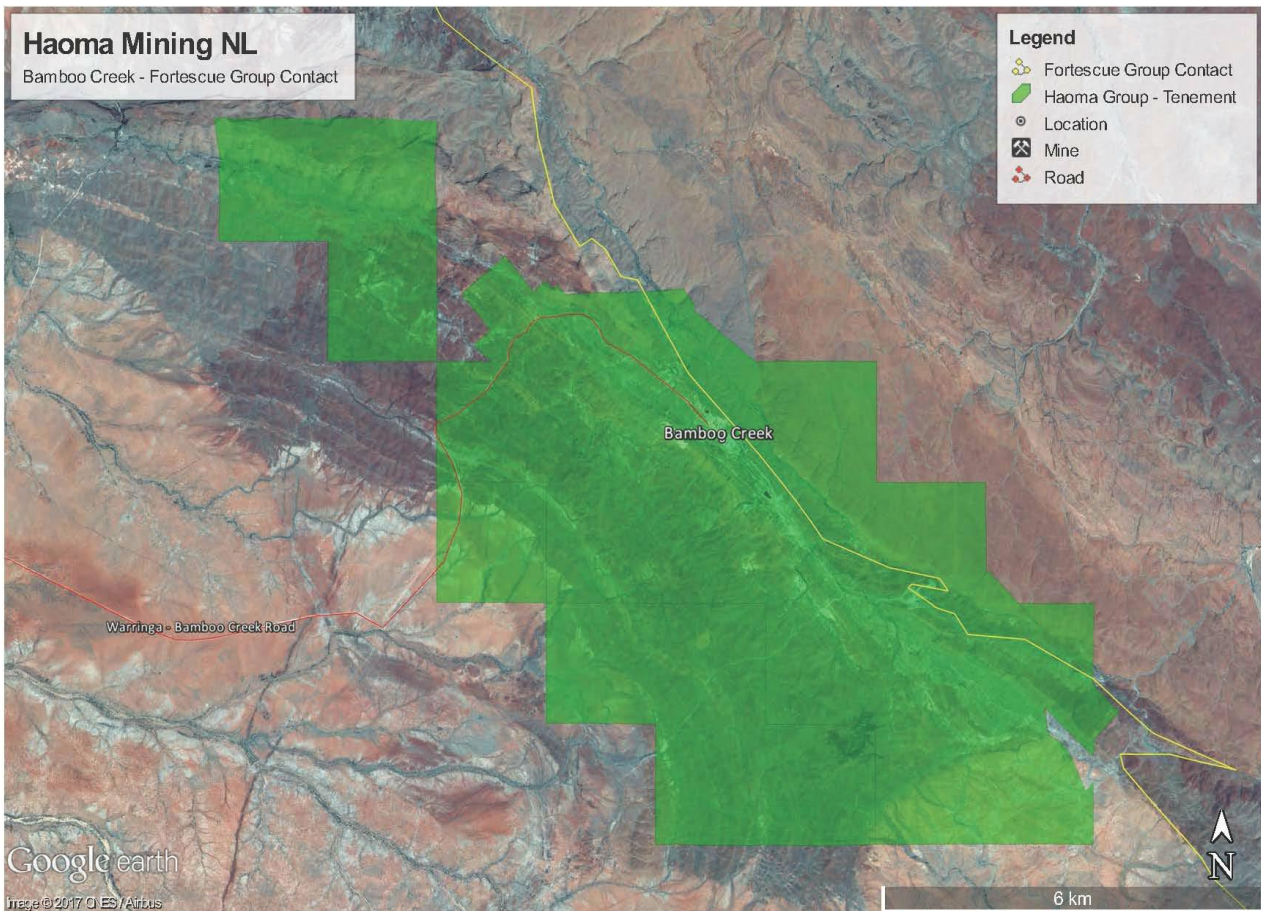 Haoma Mining NL
Bamboo Creek - Fortescue Group Contact
Legend
Fortescue Group Contact
Haoma Group - Tenement
Location
Mine
Road
Bamboo Creek
Warringa - Bamboo Creek Road
Google earth
Image © 2017 CNES / Airbus
N
6 km